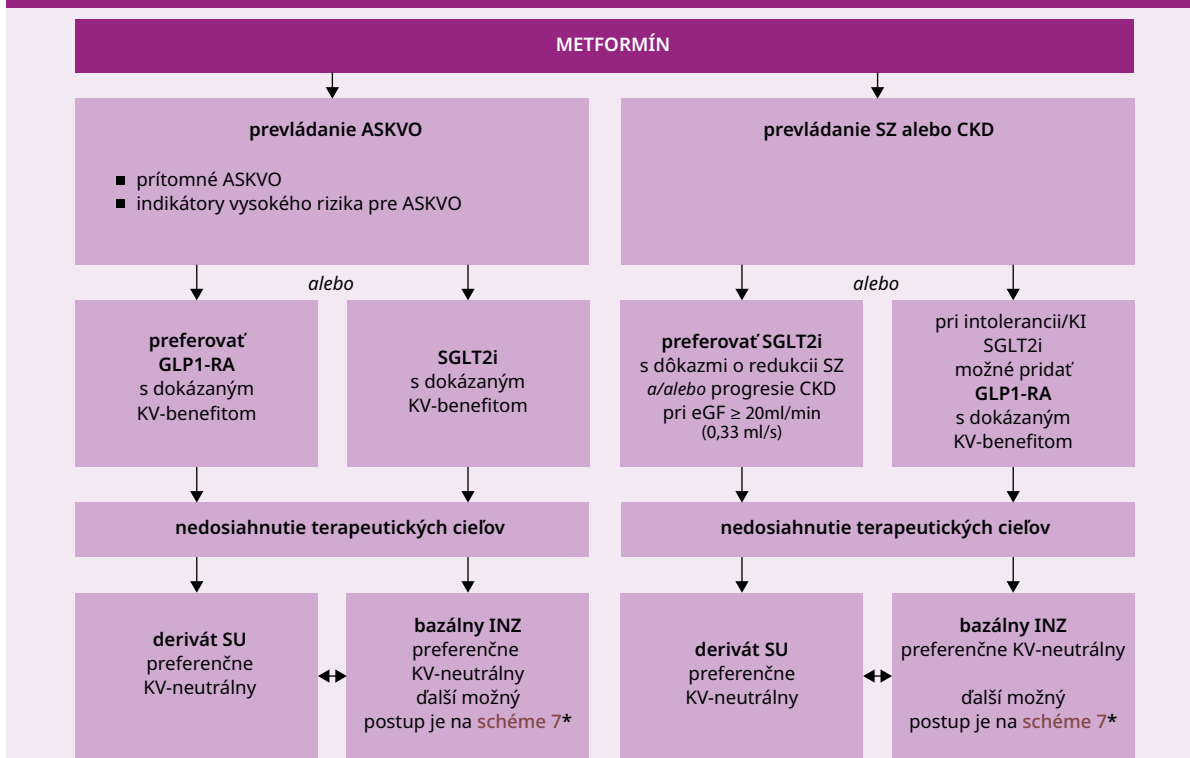 METFORMÍN
prevládanie ASKVO
■ prítomné ASKVO
■ indikátory vysokého rizika pre ASKVO
prevládanie SZ alebo CKD
alebo
preferovať
GLP1-RA
s dokázaným
KV-benefitom
SGLT2i
s dokázaným
KV-benefitom
alebo
preferovať SGLT2i
s dôkazmi o redukcii SZ
a/alebo progresie CKD
pri eGF ≥ 20ml/min
(0,33 ml/s)
pri intolerancii/KI
SGLT2i
možné pridať
GLP1-RA
s dokázaným
KV-benefitom
nedosiahnutie terapeutických cieľov
nedosiahnutie terapeutických cieľov
derivát SU
preferenčne
KV-neutrálny
bazálny INZ
preferenčne
KV-neutrálny
ďalší možný
postup je na schéme 7*
derivát SU
preferenčne
KV-neutrálny
bazálny INZ
preferenčne KV-neutrálny
ďalší možný
postup je na schéme 7*